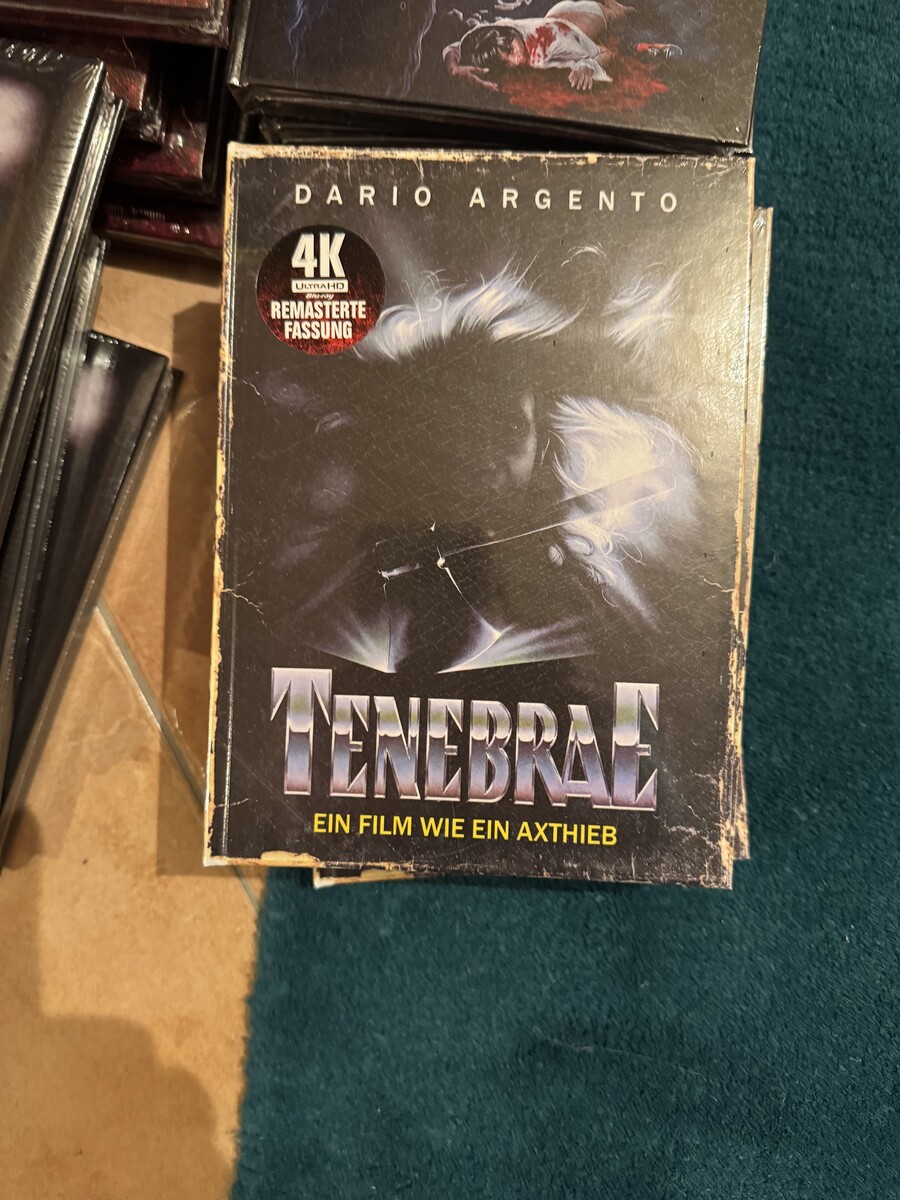 DARIO ARGENTO
4K
ULTRAHD
Blu-ray
REMASTERTE
FASSUNG
TENEBRAE
EIN FILM WIE EIN AXTHIEB